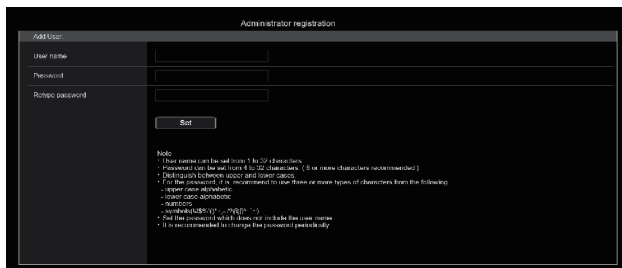 Administrator registration
Add User.
User name
Password
Retype password
Set
Note
· User name can be set from 1 to 32 characters
· Password can be set from 4 to 32 characters. ( 8 or more characters recommended )
· Distinguish between upper and lower cases.
· For the password, it is recommend to use three or more types of characters from the following
- upper case alphabetic
- lower case alphabetic
- numbers
- symbols
· Set the password which does not include the user name
· It is recommended to change the password periodically